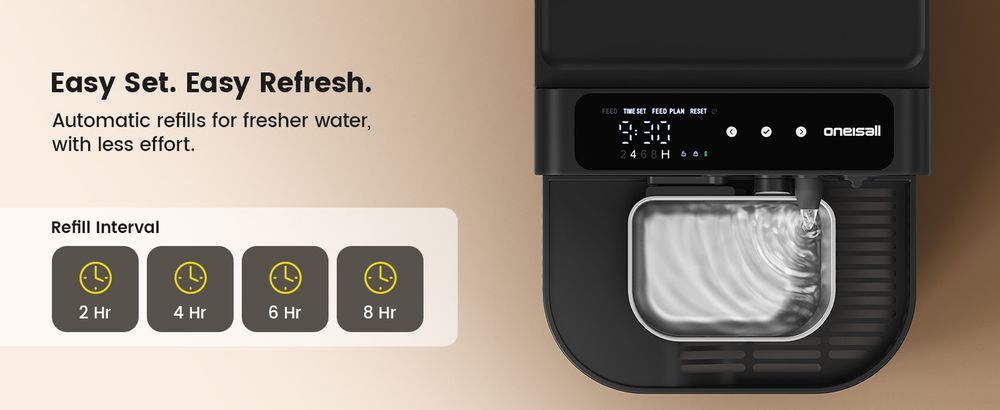 Easy Set. Easy Refresh.
Automatic refills for fresher water,
with less effort.
Refill Interval
2 Hr 4 Hr 6 Hr 8 Hr
FEED TIME SET FEED PLAN RESET
9:30
2 4 6 8 H
oneisall